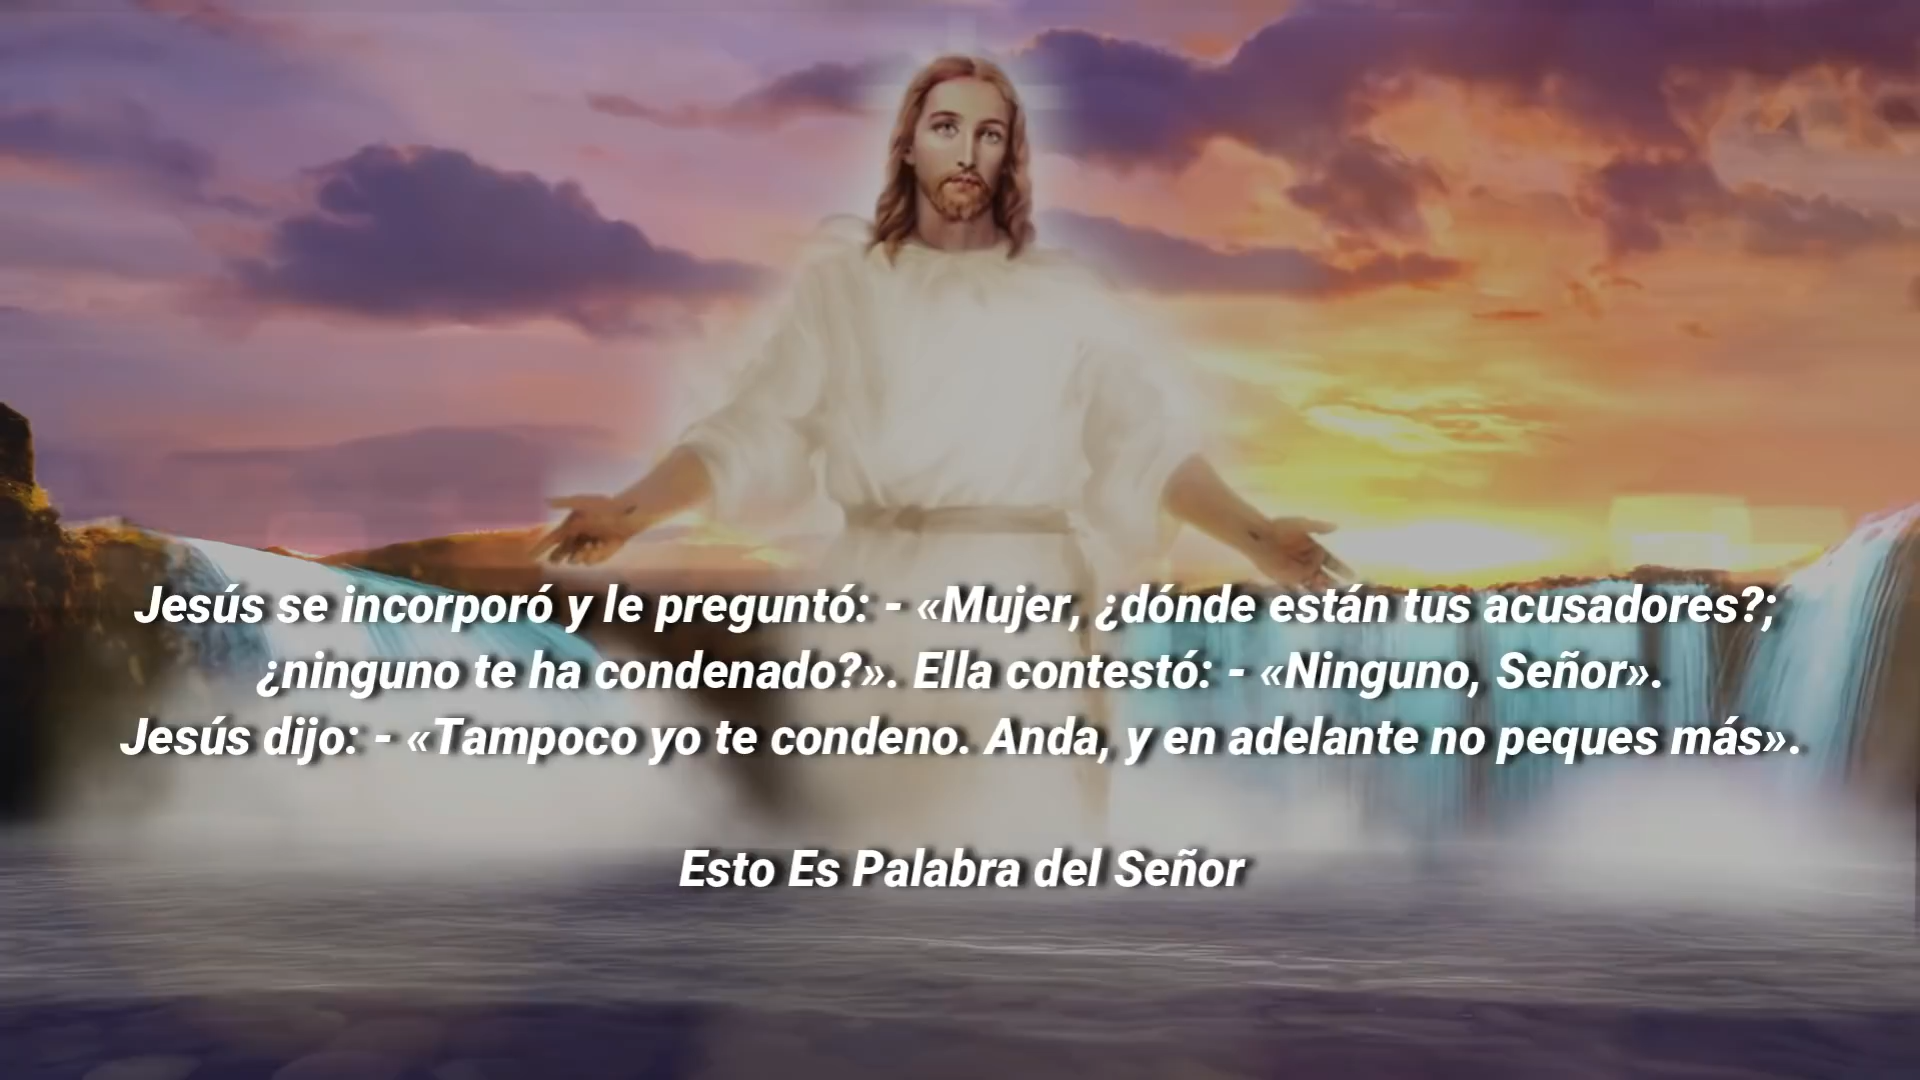 Jesús se incorporó y le preguntó: - «Mujer, ¿dónde están tus acusadores?;
¿ninguno te ha condenado?». Ella contestó: - «Ninguno, Señor».
Jesús dijo: - «Tampoco yo te condeno. Anda, y en adelante no peques más».
Esto Es Palabra del Señor